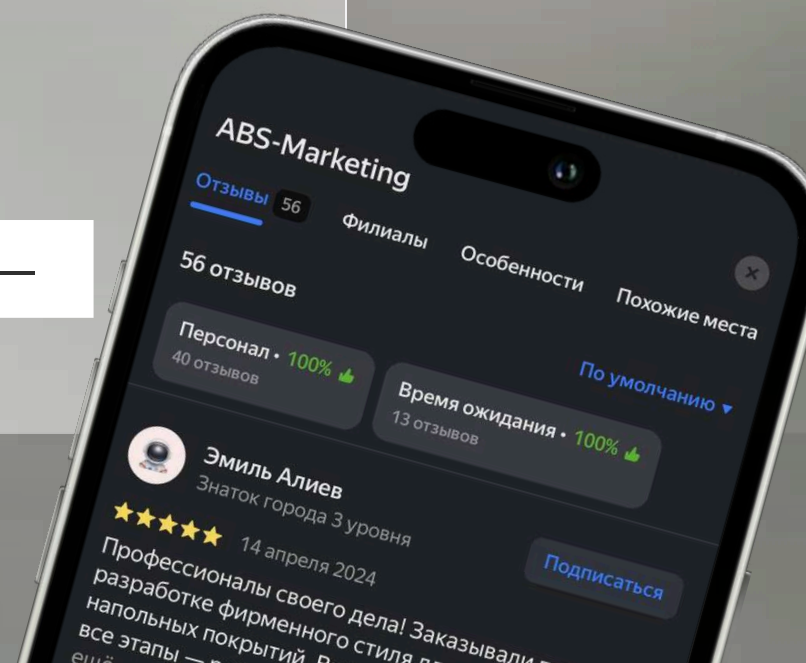 ABS-Marketing
Отзывы 56 Филиалы Особенности Похожие места
56 отзывов
По умолчанию
Персонал • 100%
40 отзывов
Время ожидания • 100%
13 отзывов
Эмиль Алиев
Знаток города 3 уровня
Подписаться
14 апреля 2024
Профессионалы своего дела! Заказывали
разработке фирменного стиля
напольных покрытий.
все этапы —
ещё